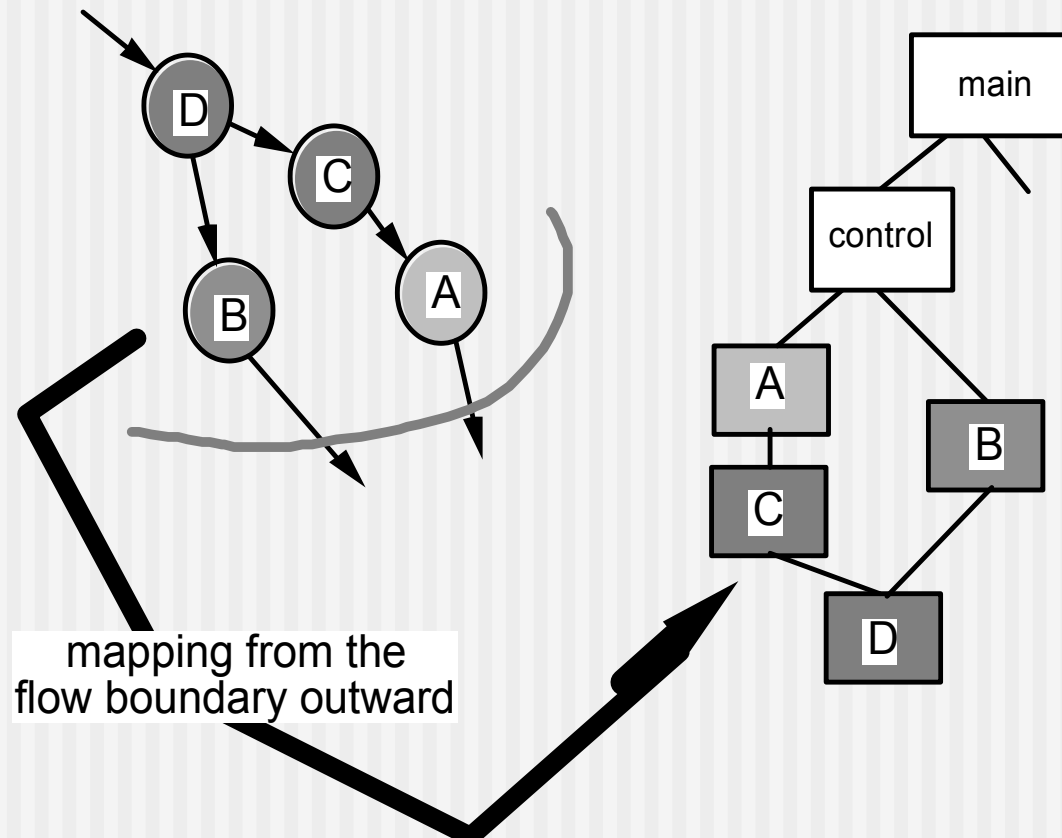 D
C
A
B
mapping from the
flow boundary outward
main
control
A
B
C
D